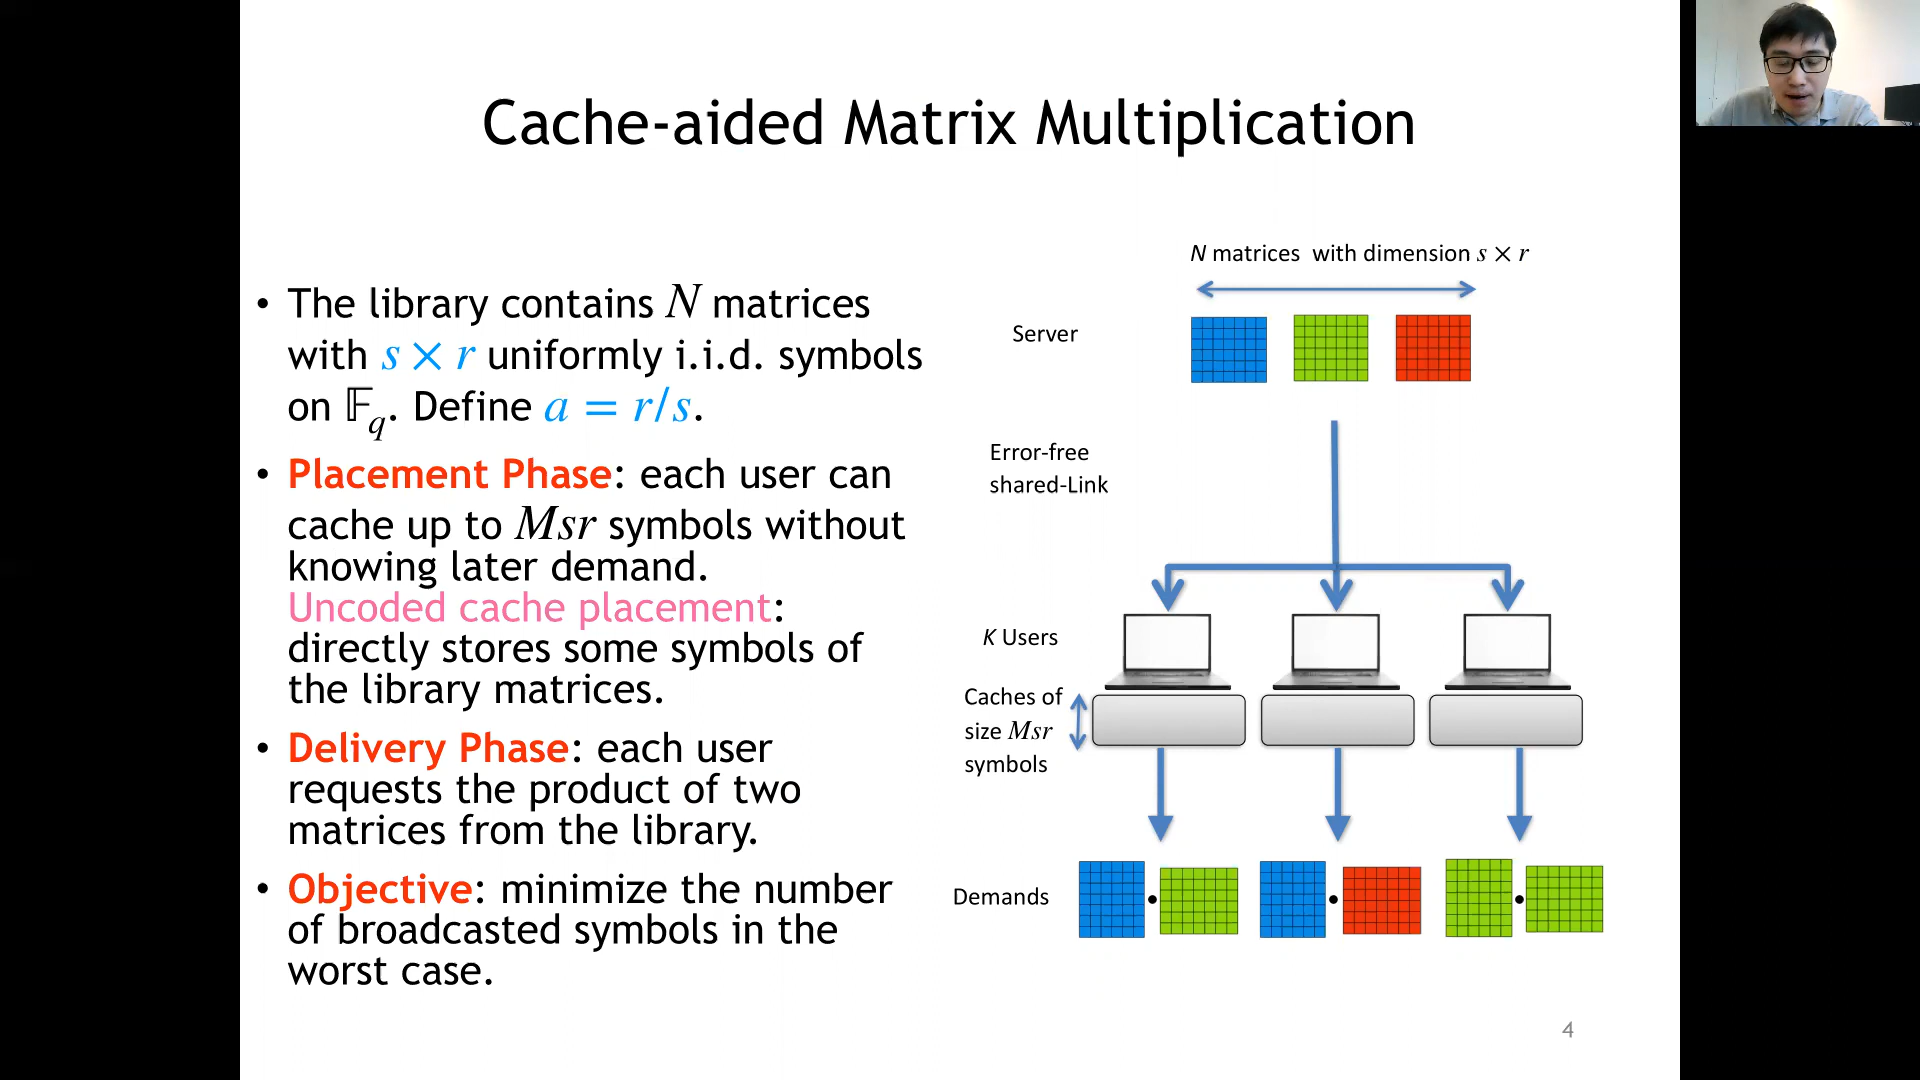 Cache-aided Matrix Multiplication
• The library contains N matrices
with s × r uniformly i.i.d. symbols
on 𝔽q. Define a = r/s.
• Placement Phase: each user can
cache up to Msr symbols without
knowing later demand.
Uncoded cache placement:
directly stores some symbols of
the library matrices.
• Delivery Phase: each user
requests the product of two
matrices from the library.
• Objective: minimize the number
of broadcasted symbols in the
worst case.
N matrices with dimension s × r
Server
Error-free
shared-Link
K Users
Caches of
size Msr
symbols
Demands
4